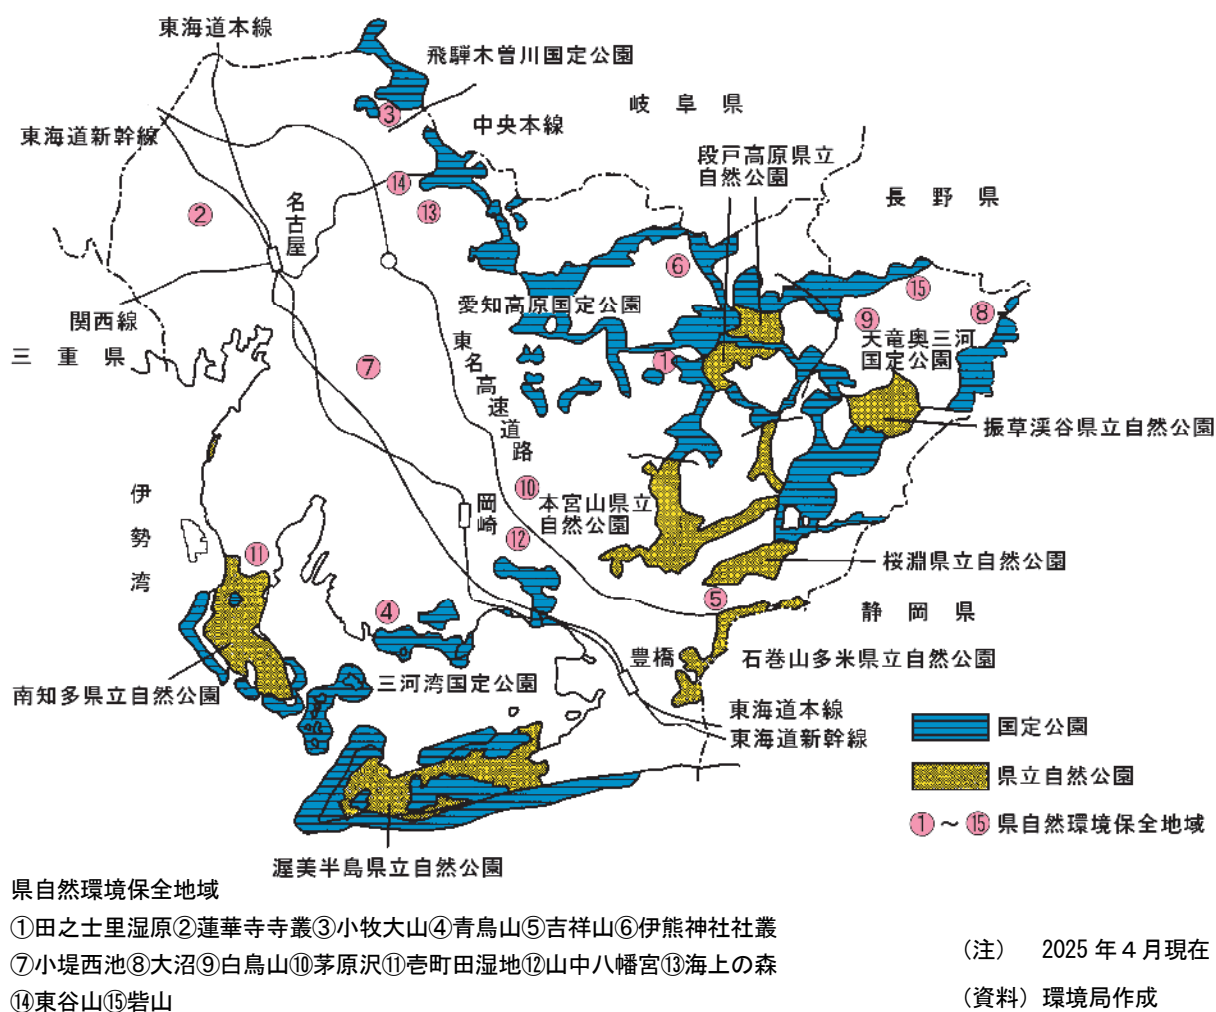 東海道本線
飛騨木曽川国定公園
岐阜県
③
東海道新幹線
中央本線
段戸高原県立
自然公園
⑭
長野県
②
名古屋
⑬
⑥
⑮
愛知高原国定公園
⑧
関西線
⑨
東名高速道路
天竜奥三河
国定公園
三重県
⑦
①
振草渓谷県立自然公園
伊勢湾
⑩
岡崎
本宮山県立
自然公園
⑫
⑪
桜淵県立自然公園
④
⑤
静岡県
豊橋
石巻山多米県立自然公園
三河湾国定公園
南知多県立自然公園
東海道本線
東海道新幹線
国定公園
県立自然公園
①～⑮県自然環境保全地域
渥美半島県立自然公園
県自然環境保全地域
①田之士里湿原②蓮華寺寺叢③小牧大山④青鳥山⑤吉祥山⑥伊熊神社社叢
⑦小堤西池⑧大沼⑨白鳥山⑩茅原沢⑪壱町田湿地⑫山中八幡宮⑬海上の森
⑭東谷山⑮砦山
（注）　2025年４月現在
（資料）環境局作成